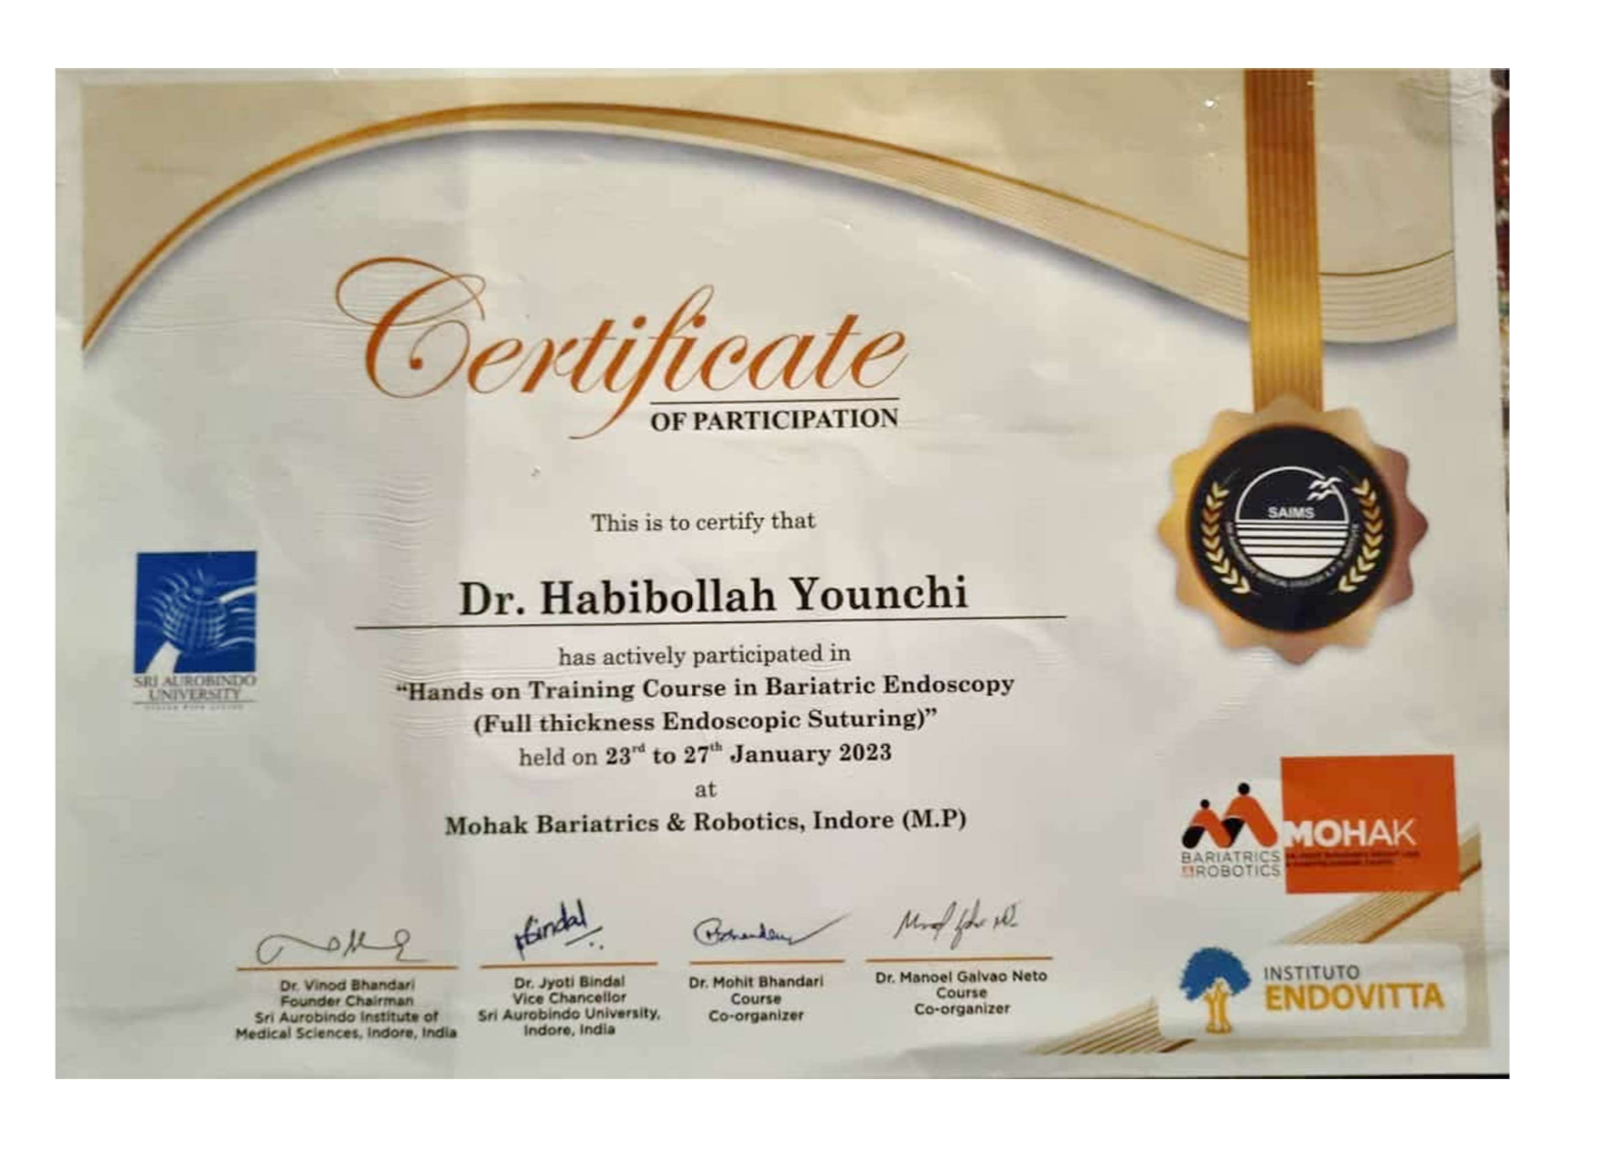 Certificate
OF PARTICIPATION
This is to certify that
Dr. Habibollah Younchi
has actively participated in
“Hands on Training Course in Bariatric Endoscopy
(Full thickness Endoscopic Suturing)”
held on 23rd to 27th January 2023
at
Mohak Bariatrics & Robotics, Indore (M.P)
SRI AUROBINDO
UNIVERSITY
SAIMS
BARIATRICS
& ROBOTICS
MOHAK
Bindal
Dr. Vinod Bhandari
Founder Chairman
Sri Aurobindo Institute of
Medical Sciences, Indore, India
Dr. Jyoti Bindal
Vice Chancellor
Sri Aurobindo University,
Indore, India
Dr. Mohit Bhandari
Course
Co-organizer
Dr. Manoel Galvao Neto
Course
Co-organizer
INSTITUTO
ENDOVITTA